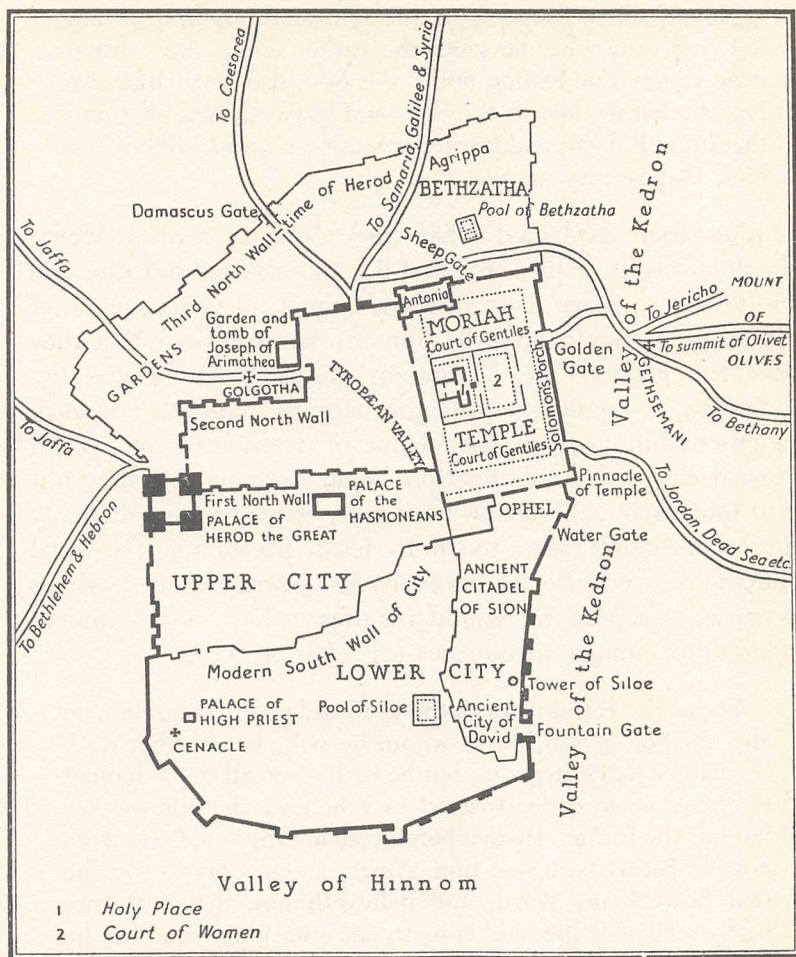 To Caesarea
To Samaria, Galilee & Syria
Third North Wall-time of Herod Agrippa
BETHZATHA
Pool of Bethzatha
Damascus Gate
Sheep Gate
To Jaffa
Valley of the Kedron
To Jericho
MOUNT
OF
OLIVES
To summit of Olivet
GETHSEMANI
To Bethany
Antonia
MORIAH
Court of Gentiles
Garden and
tomb of
Joseph of
Arimathea
GARDENS
GOLGOTHA
TYROPÆAN VALLEY
2
Solomons Porch
Golden
Gate
TEMPLE
Court of Gentiles
Second North Wall
To Jaffa
First North Wall
PALACE OF
HEROD the GREAT
PALACE
of the
HASMONEANS
Pinnacle
of Temple
To Jordan, Dead Sea etc.
OPHEL
Water Gate
To Bethlehem & Hebron
UPPER CITY
ANCIENT
CITADEL
OF SION
Modern South Wall of City
LOWER CITY
Tower of Siloe
PALACE OF
HIGH PRIEST
Pool of Siloe
Ancient
City of
David
CENACLE
Fountain Gate
Valley of the Kedron
Valley of Hinnom
1 Holy Place
2 Court of Women